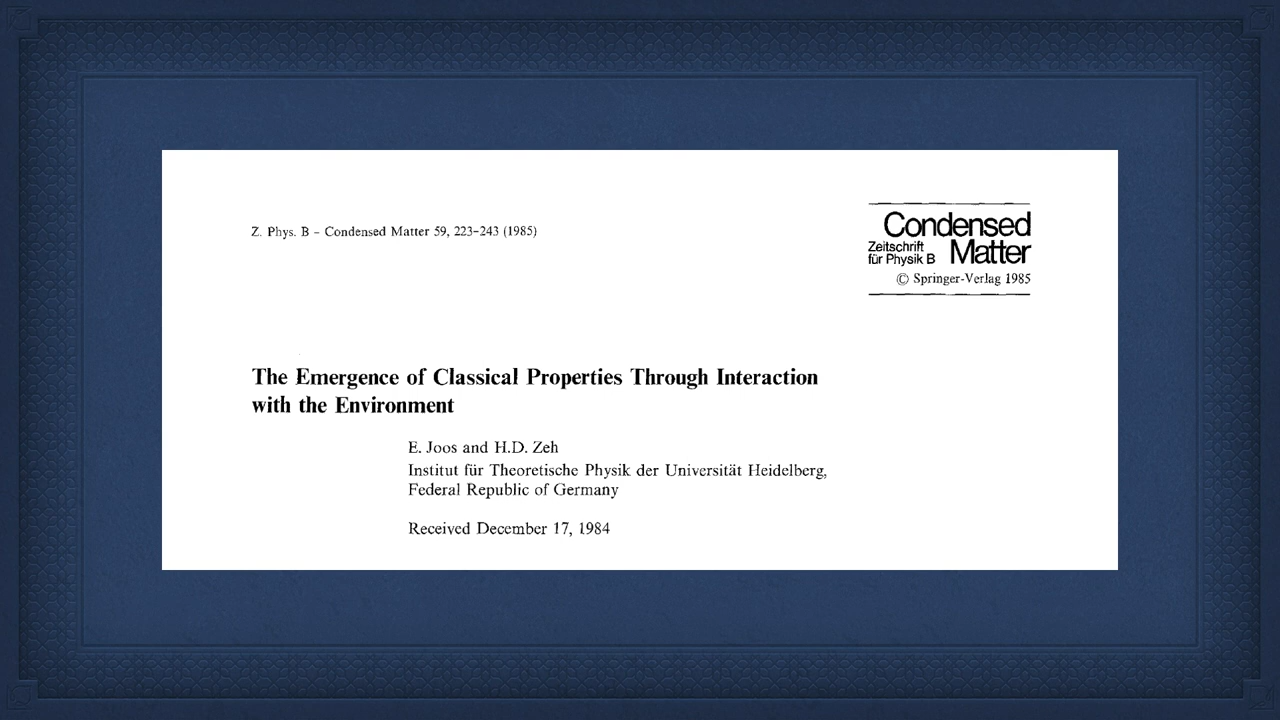 Z. Phys. B – Condensed Matter 59, 223–243 (1985)
Condensed
Zeitschrift
für Physik B Matter
© Springer-Verlag 1985
The Emergence of Classical Properties Through Interaction
with the Environment
E. Joos and H.D. Zeh
Institut für Theoretische Physik der Universität Heidelberg,
Federal Republic of Germany
Received December 17, 1984